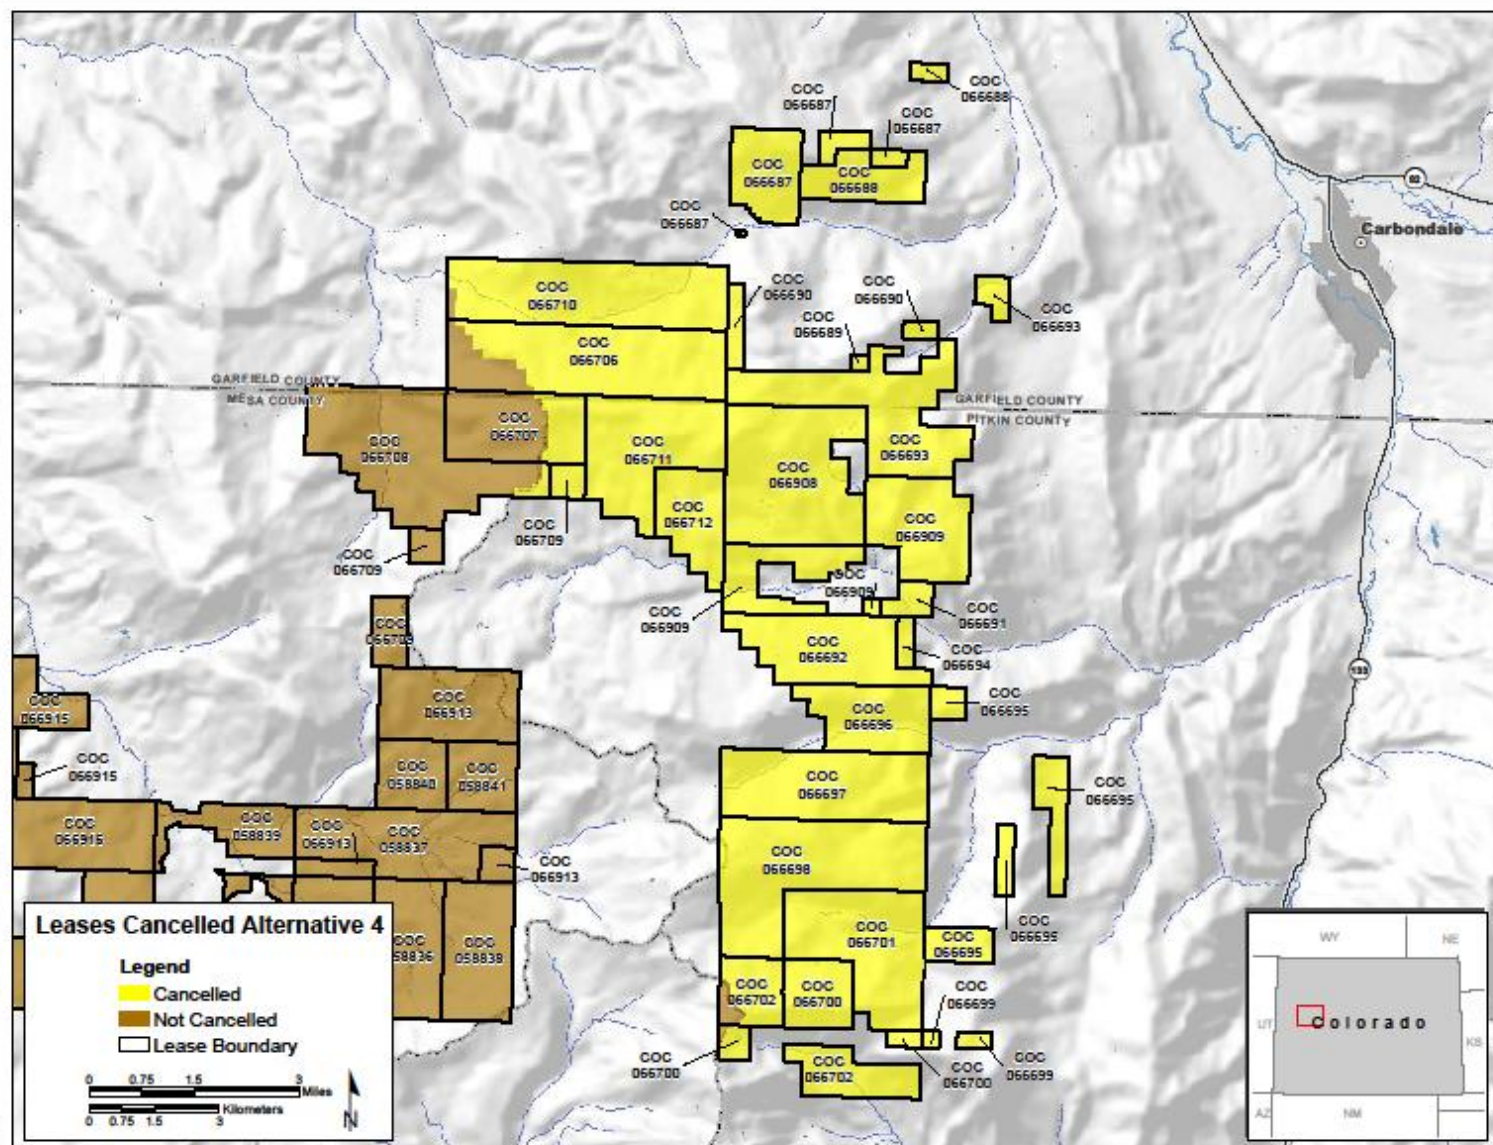 COC
066688
COC
066687
COC
066687
COC
066687
COC
066688
COC
066687
82
Carbondale
COC
066710
COC
066690
COC
066690
COC
066689
COC
066693
COC
066706
GARFIELD COUNTY
MESA COUNTY
GARFIELD COUNTY
PITKIN COUNTY
COC
066708
COC
066707
COC
066711
COC
066908
COC
066693
COC
066712
COC
066909
COC
066709
COC
066709
COC
066909
COC
066909
COC
066691
COC
066709
COC
066692
COC
066694
133
COC
066915
COC
066913
COC
066696
COC
066695
COC
066915
COC
058840
COC
058841
COC
066697
COC
066695
COC
066915
COC
058839
COC
066913
COC
058837
COC
066913
COC
066698
COC
066695
COC
066701
COC
066695
COC
058836
COC
058838
COC
066702
COC
066700
COC
066699
COC
066700
COC
066702
COC
066700
COC
066699
Leases Cancelled Alternative 4
Legend
Cancelled
Not Cancelled
Lease Boundary
0 0.75 1.5 3
Miles
Kilometers
0 0.75 1.5 3
N
WY NE
UT Colorado KS
AZ NM